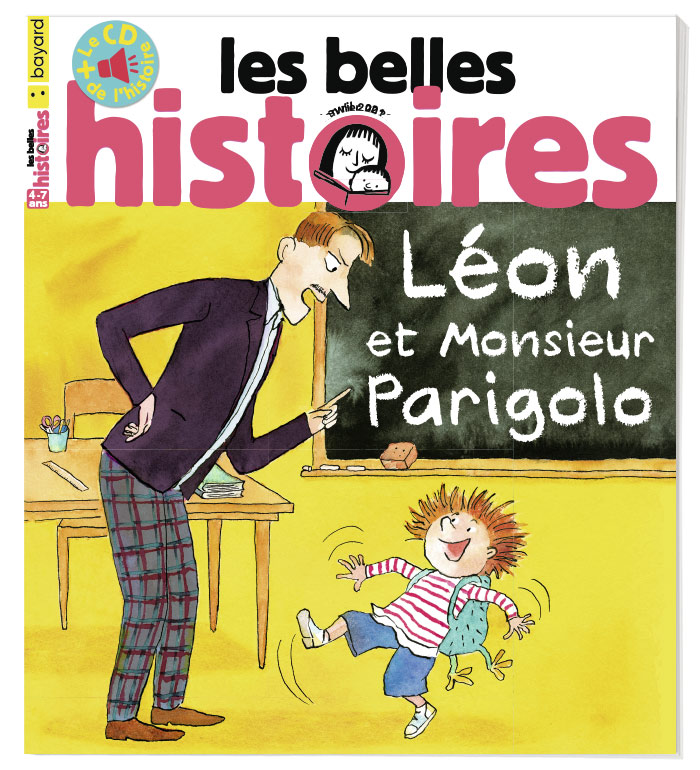 + Le CD
de l'histoire
: bayard
les belles
histoires
4-7
ans
les belles
histoires
Léon
et Monsieur
Parigolo